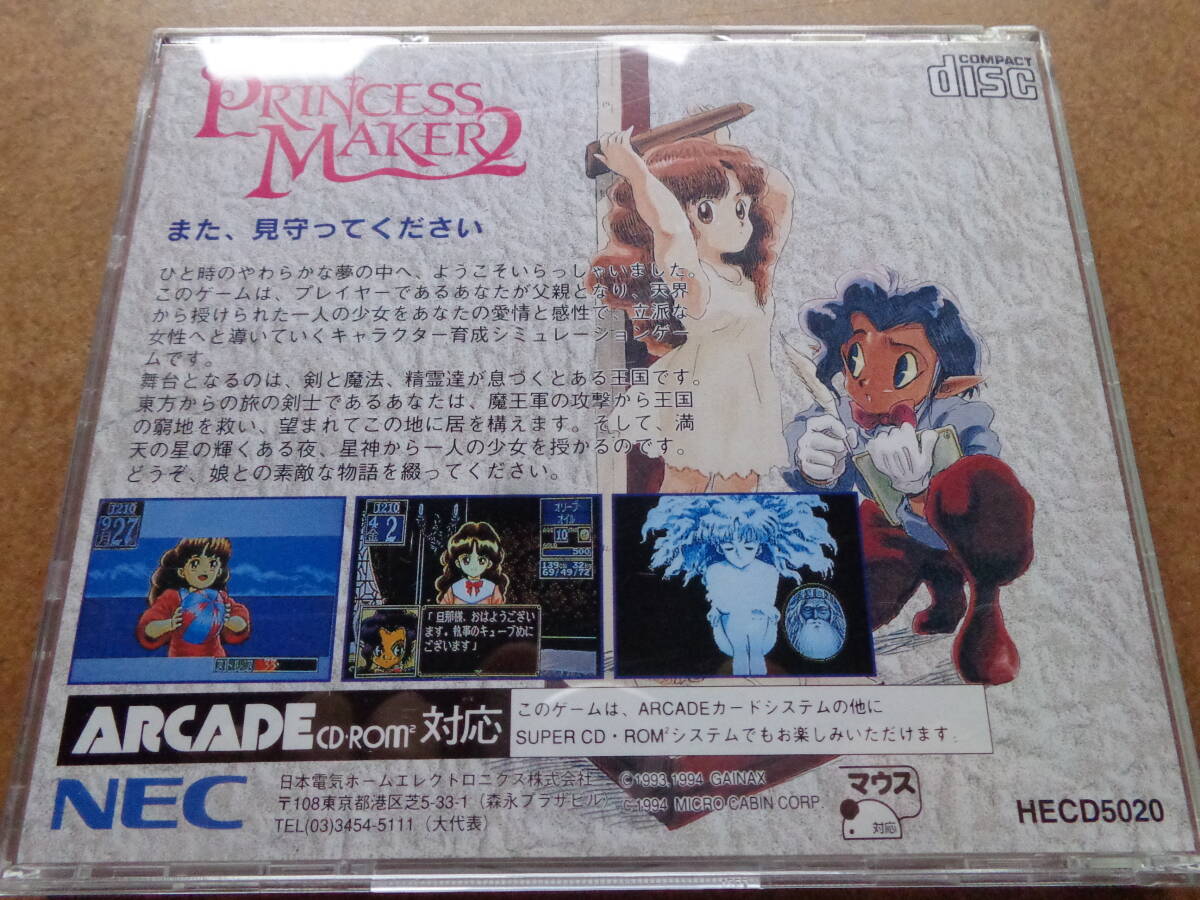 PRINCESS
MAKER2
COMPACT
disc
また、見守ってください
ひと時のやわらかな夢の中へ、ようこそいらっしゃいました。
このゲームは、プレイヤーであるあなたが父親となり、天界
から授けられた一人の少女をあなたの愛情と感性で、立派な
女性へと導いていくキャラクター育成シミュレーションゲー
ムです。
舞台となるのは、剣と魔法、精霊達が息づくとある王国です。
東方からの旅の剣士であるあなたは、魔王軍の攻撃から王国
の窮地を救い、望まれてこの地に居を構えます。そして、満
天の星の輝くある夜、星神から一人の少女を授かるのです。
どうぞ、娘との素敵な物語を綴ってください。
1210
9月27
1210
4金2
オリーブ
オイル
10
500
139cm 32kg
69/49/72
「旦那様、おはようござい
ます。執事のキューブめに
ございます」
ARCADE CD·ROM² 対応
このゲームは、ARCADEカードシステムの他に
SUPER CD・ROM²システムでもお楽しみいただけます。
NEC
日本電気ホームエレクトロニクス株式会社
〒108東京都港区芝5-33-1（森永プラザビル）
TEL(03)3454-5111（大代表）
©1993,1994 GAINAX
©1994 MICRO CABIN CORP.
マウス
対応
HECD5020